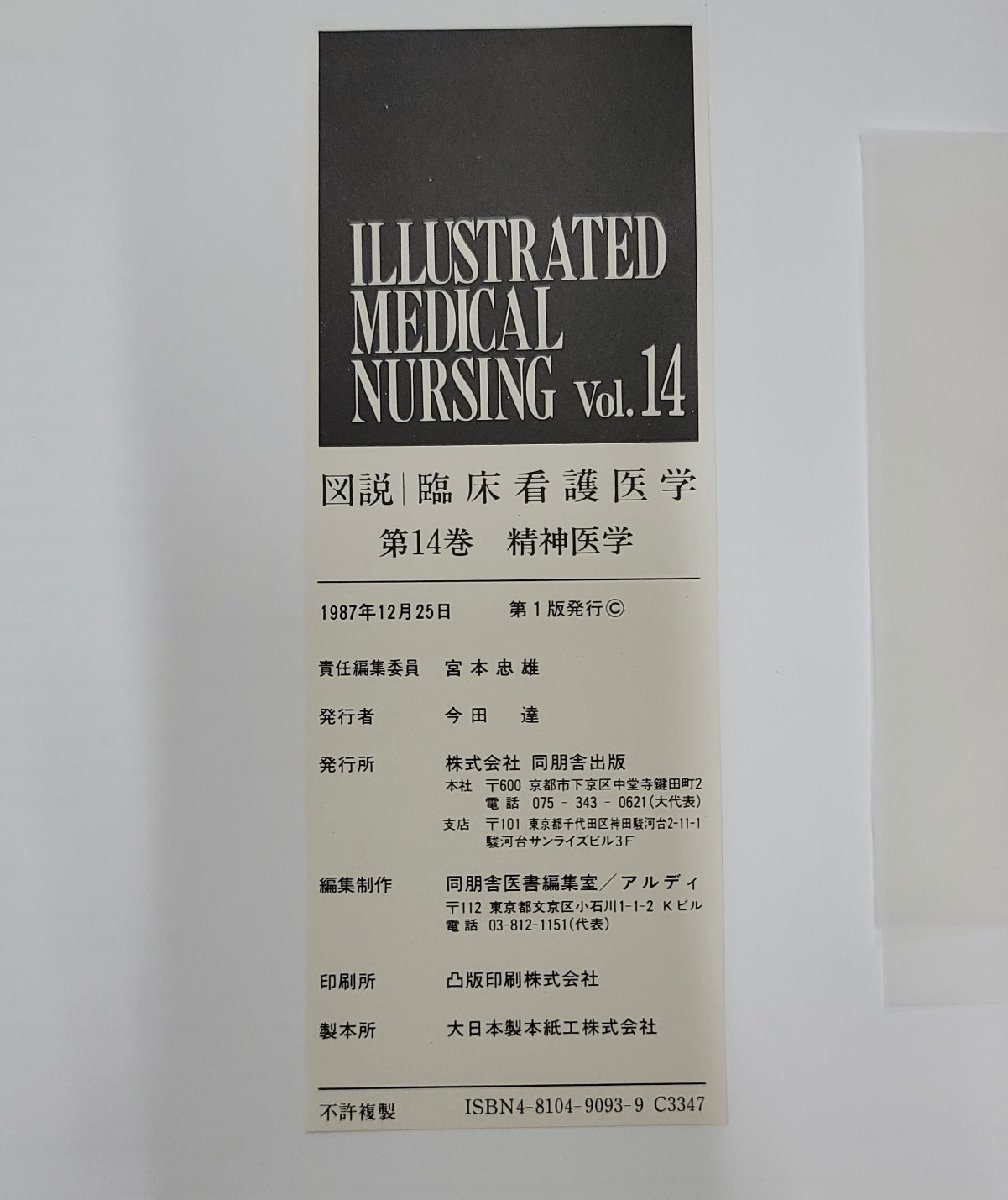 ILLUSTRATED
MEDICAL
NURSING Vol.14
図説|臨床看護医学
第14巻 精神医学
1987年12月25日 第1版発行©
責任編集委員 宮本忠雄
発行者 今田 達
発行所 株式会社 同朋舎出版
本社 〒600 京都市下京区中堂寺鍵田町2
電話 075-343-0621(大代表)
支店 〒101 東京都千代田区神田駿河台2-11-1
駿河台サンライズビル3F
編集制作 同朋舎医書編集室/アルディ
〒112 東京都文京区小石川1-1-2 Kビル
電話 03-812-1151(代表)
印刷所 凸版印刷株式会社
製本所 大日本製本紙工株式会社
不許複製 ISBN4-8104-9093-9 C3347